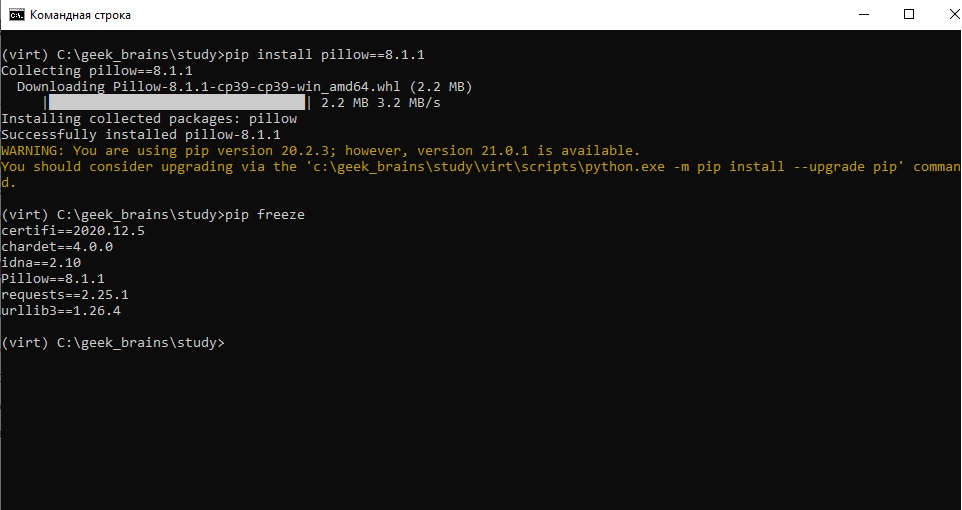 Командная строка
(virt) C:\geek_brains\study>pip install pillow==8.1.1
Collecting pillow==8.1.1
  Downloading Pillow-8.1.1-cp39-cp39-win_amd64.whl (2.2 MB)
     |████████████████████████████████| 2.2 MB 3.2 MB/s
Installing collected packages: pillow
Successfully installed pillow-8.1.1
WARNING: You are using pip version 20.2.3; however, version 21.0.1 is available.
You should consider upgrading via the 'c:\geek_brains\study\virt\scripts\python.exe -m pip install --upgrade pip' comman
d.
(virt) C:\geek_brains\study>pip freeze
certifi==2020.12.5
chardet==4.0.0
idna==2.10
Pillow==8.1.1
requests==2.25.1
urllib3==1.26.4
(virt) C:\geek_brains\study>